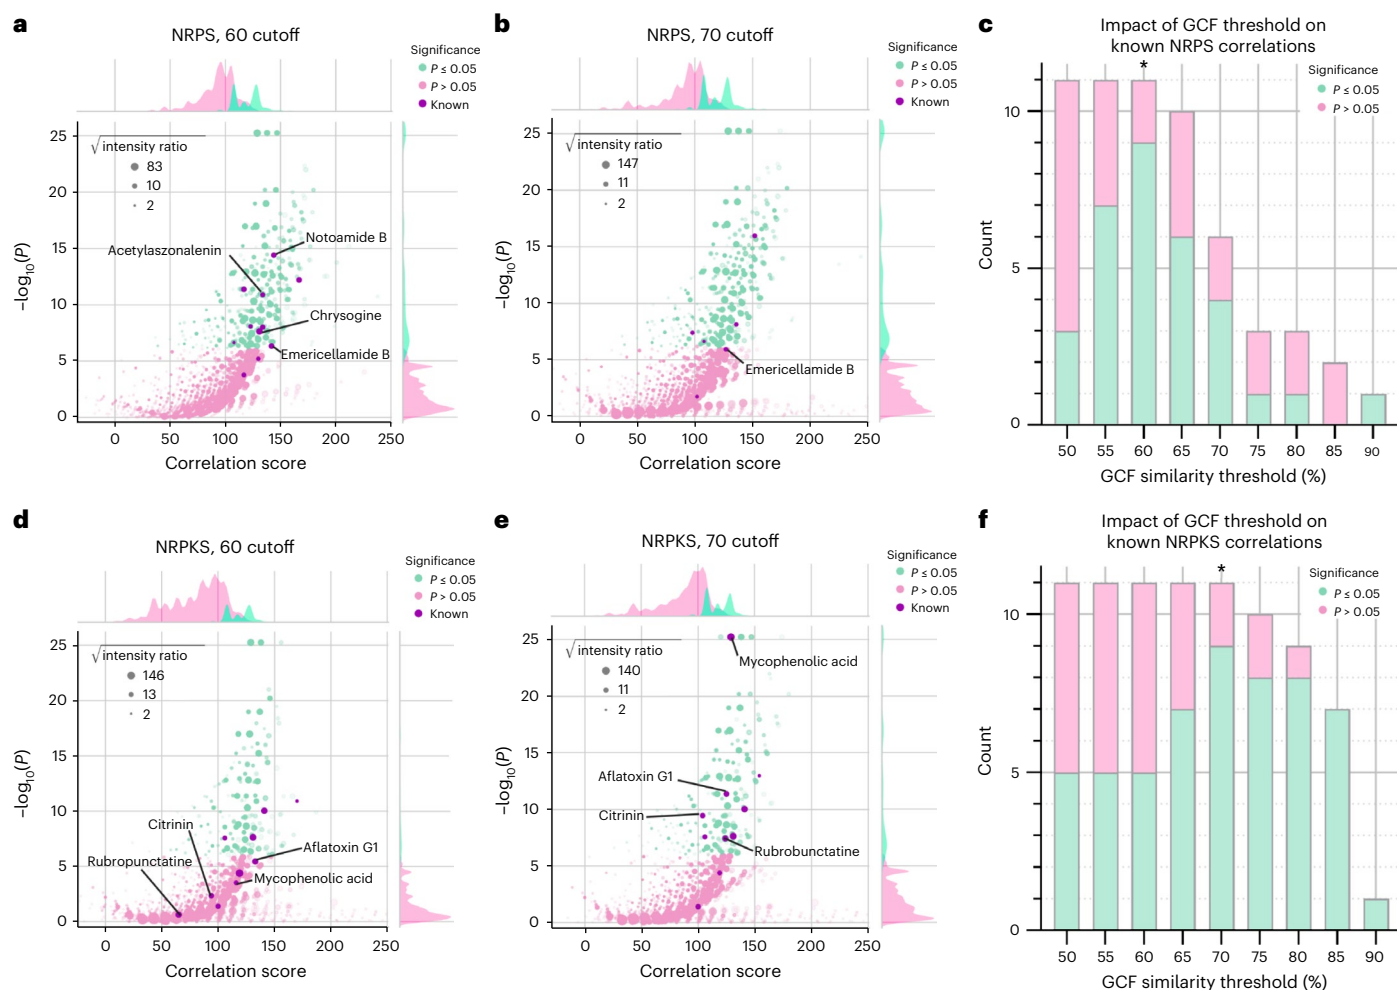 a
NRPS, 60 cutoff
Significance
P ≤ 0.05
P > 0.05
Known
√intensity ratio
83
10
2
Acetylaszonalenin
Notoamide B
Chrysogine
Emericellamide B
−log10(P)
25
20
15
10
5
0
0 50 100 150 200 250
Correlation score
b
NRPS, 70 cutoff
Significance
P ≤ 0.05
P > 0.05
Known
√intensity ratio
147
11
2
Emericellamide B
−log10(P)
25
20
15
10
5
0
0 50 100 150 200 250
Correlation score
c
Impact of GCF threshold on
known NRPS correlations
Significance
P ≤ 0.05
P > 0.05
*
Count
10
5
0
50 55 60 65 70 75 80 85 90
GCF similarity threshold (%)
d
NRPKS, 60 cutoff
Significance
P ≤ 0.05
P > 0.05
Known
√intensity ratio
146
13
2
Citrinin
Rubropunctatine
Aflatoxin G1
Mycophenolic acid
−log10(P)
25
20
15
10
5
0
0 50 100 150 200 250
Correlation score
e
NRPKS, 70 cutoff
Significance
P ≤ 0.05
P > 0.05
Known
√intensity ratio
140
11
2
Mycophenolic acid
Aflatoxin G1
Citrinin
Rubrobunctatine
−log10(P)
25
20
15
10
5
0
0 50 100 150 200 250
Correlation score
f
Impact of GCF threshold on
known NRPKS correlations
Significance
P ≤ 0.05
P > 0.05
*
Count
10
5
0
50 55 60 65 70 75 80 85 90
GCF similarity threshold (%)